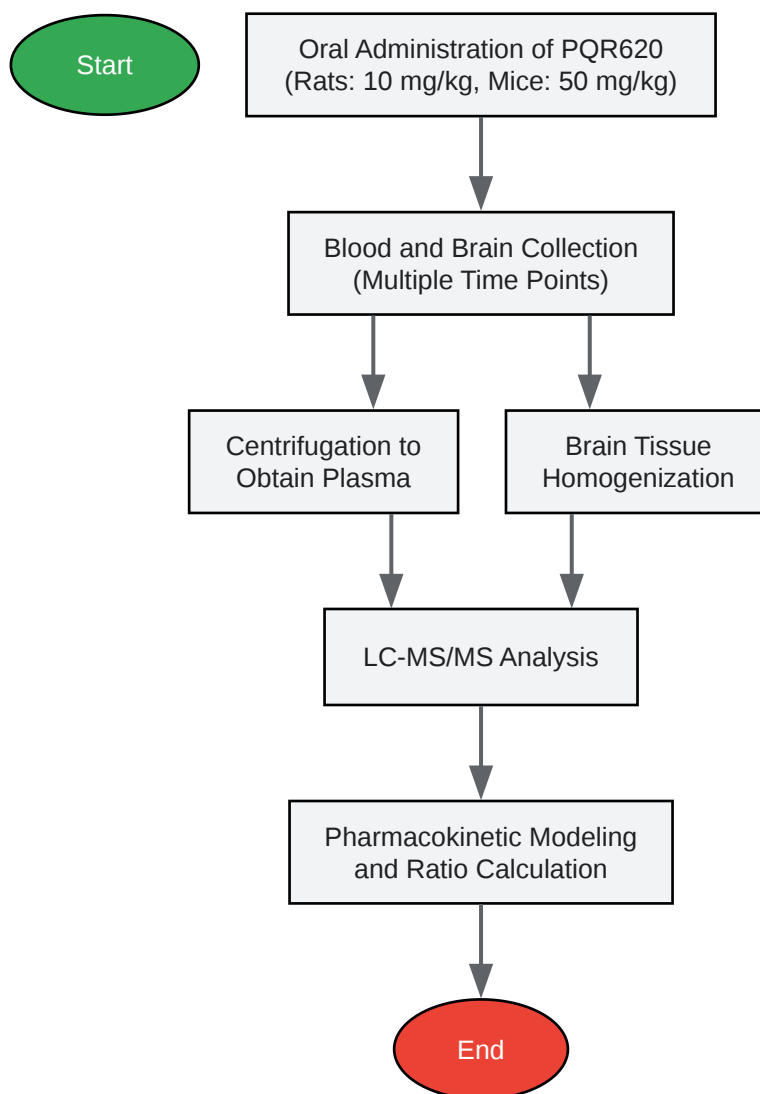 Start
Oral Administration of PQR620
(Rats: 10 mg/kg, Mice: 50 mg/kg)
Blood and Brain Collection
(Multiple Time Points)
Centrifugation to
Obtain Plasma
Brain Tissue
Homogenization
LC-MS/MS Analysis
Pharmacokinetic Modeling
and Ratio Calculation
End